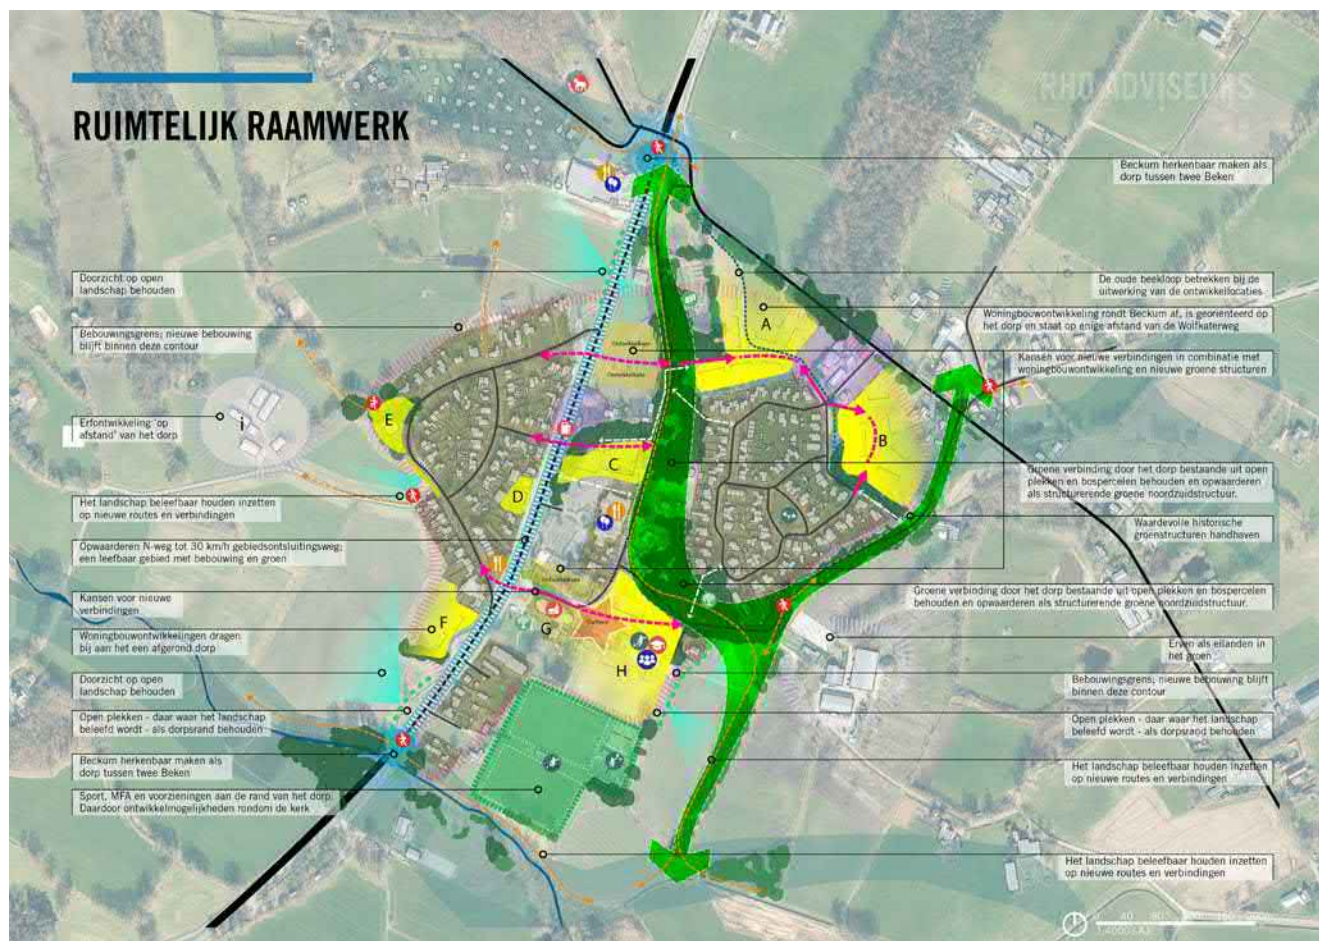 RHO ADVISEURS
RUIMTELIJK RAAMWERK
Beckum herkenbaar maken als
dorp tussen twee Beken
Doorzicht op open
landschap behouden
De oude beekloop betrekken bij de
uitwerking van de ontwikkellocaties
Woningbouwontwikkeling rondt Beckum af, is georienteerd op
het dorp en staat op enige afstand van de Wolfkaterweg
Bebouwingsgrens; nieuwe bebouwing
blijft binnen deze contour
Kansen voor nieuwe verbindingen in combinatie met
woningbouwontwikkeling en nieuwe groene structuren
A
E
i
B
C
D
F
G
H
Erfontwikkeling 'op
afstand' van het dorp
Groene verbinding door het dorp bestaande uit open
plekken en bospercelen behouden en opwaarderen
als structurerende groene noordzuidstructuur.
Het landschap beleefbaar houden inzetten
op nieuwe routes en verbindingen
Waardevolle historische
groenstructuren handhaven
Opwaarderen N-weg tot 30 km/h gebiedsontsluitingsweg;
een leefbaar gebied met bebouwing en groen
Groene verbinding door het dorp bestaande uit open plekken en bospercelen
behouden en opwaarderen als structurerende groene noordzuidstructuur.
Kansen voor nieuwe
verbindingen
Woningbouwontwikkelingen dragen
bij aan het een afgerond dorp
Erven als eilanden in
het groen
Doorzicht op open
landschap behouden
Bebouwingsgrens; nieuwe bebouwing blijft
binnen deze contour
Open plekken - daar waar het landschap
beleefd wordt - als dorpsrand behouden
Open plekken - daar waar het landschap
beleefd wordt - als dorpsrand behouden
Beckum herkenbaar maken als
dorp tussen twee Beken
Het landschap beleefbaar houden inzetten
op nieuwe routes en verbindingen
Sport, MFA en voorzieningen aan de rand van het dorp.
Daardoor ontwikkelmogelijkheden rondom de kerk
Het landschap beleefbaar houden inzetten
op nieuwe routes en verbindingen
0 40 80